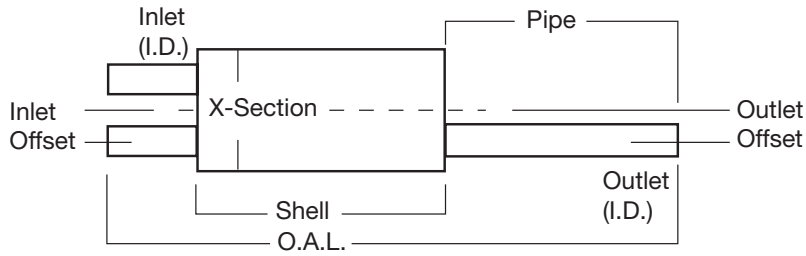 Inlet
(I.D.)
Pipe
Inlet
Offset
X-Section
Outlet
Offset
Outlet
(I.D.)
Shell
O.A.L.